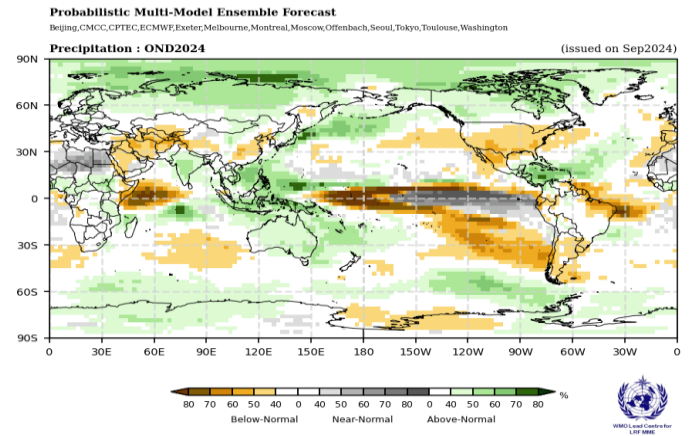 Probabilistic Multi-Model Ensemble Forecast
Beijing,CMCC,CPTEC,ECMWF,Exeter,Melbourne,Montreal,Moscow,Offenbach,Seoul,Tokyo,Toulouse,Washington
Precipitation : OND2024 (issued on Sep2024)
90N
60N
30N
0
30S
60S
90S
0 30E 60E 90E 120E 150E 180 150W 120W 90W 60W 30W 0
80 70 60 50 40 0 40 50 60 70 80 0 40 50 60 70 80 %
Below-Normal Near-Normal Above-Normal
WMO Lead Centre for
LRF MME